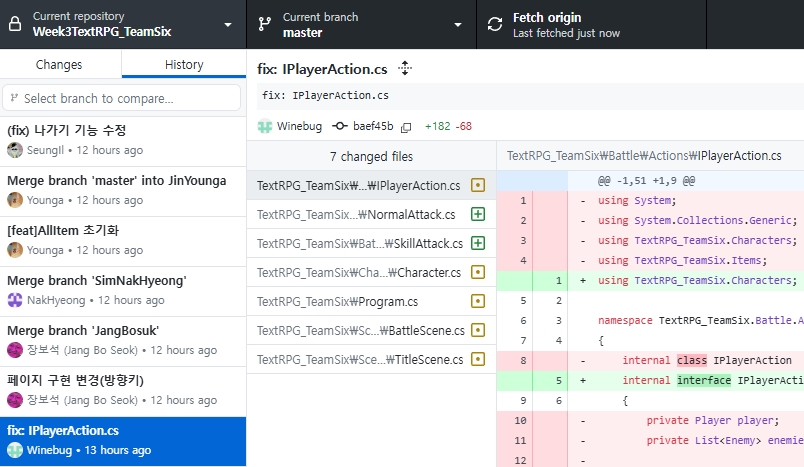 Current repository
Week3TextRPG_TeamSix
Current branch
master
Fetch origin
Last fetched just now
Changes
History
Select branch to compare...
(fix) 나가기 기능 수정
SeungIl • 12 hours ago
Merge branch 'master' into JinYounga
Younga • 12 hours ago
[feat]AllItem 초기화
Younga • 12 hours ago
Merge branch 'SimNakHyeong'
NakHyeong • 12 hours ago
Merge branch 'JangBosuk'
장보석 (Jang Bo Seok) • 12 hours ago
페이지 구현 변경(방향키)
장보석 (Jang Bo Seok) • 12 hours ago
fix: IPlayerAction.cs
Winebug • 13 hours ago
fix: IPlayerAction.cs
fix: IPlayerAction.cs
Winebug baef45b +182 -68
7 changed files
TextRPG_TeamSix₩...₩IPlayerAction.cs
TextRPG_TeamSix₩...₩NormalAttack.cs
TextRPG_TeamSix₩Bat...₩SkillAttack.cs
TextRPG_TeamSix₩Cha...₩Character.cs
TextRPG_TeamSix₩Program.cs
TextRPG_TeamSix₩Sc...₩BattleScene.cs
TextRPG_TeamSix₩Sce...₩TitleScene.cs
TextRPG_TeamSix₩Battle₩Actions₩IPlayerAction.cs
@@ -1,51 +1,9 @@
1 - using System;
2 - using System.Collections.Generic;
3 - using TextRPG_TeamSix.Characters;
4 - using TextRPG_TeamSix.Items;
1 + using TextRPG_TeamSix.Characters;
5 2
6 3 namespace TextRPG_TeamSix.Battle.A
7 4 {
8 - internal class IPlayerAction
5 + internal interface IPlayerActi
9 6 {
10 - private Player player;
11 - private List<Enemy> enemie
12 -